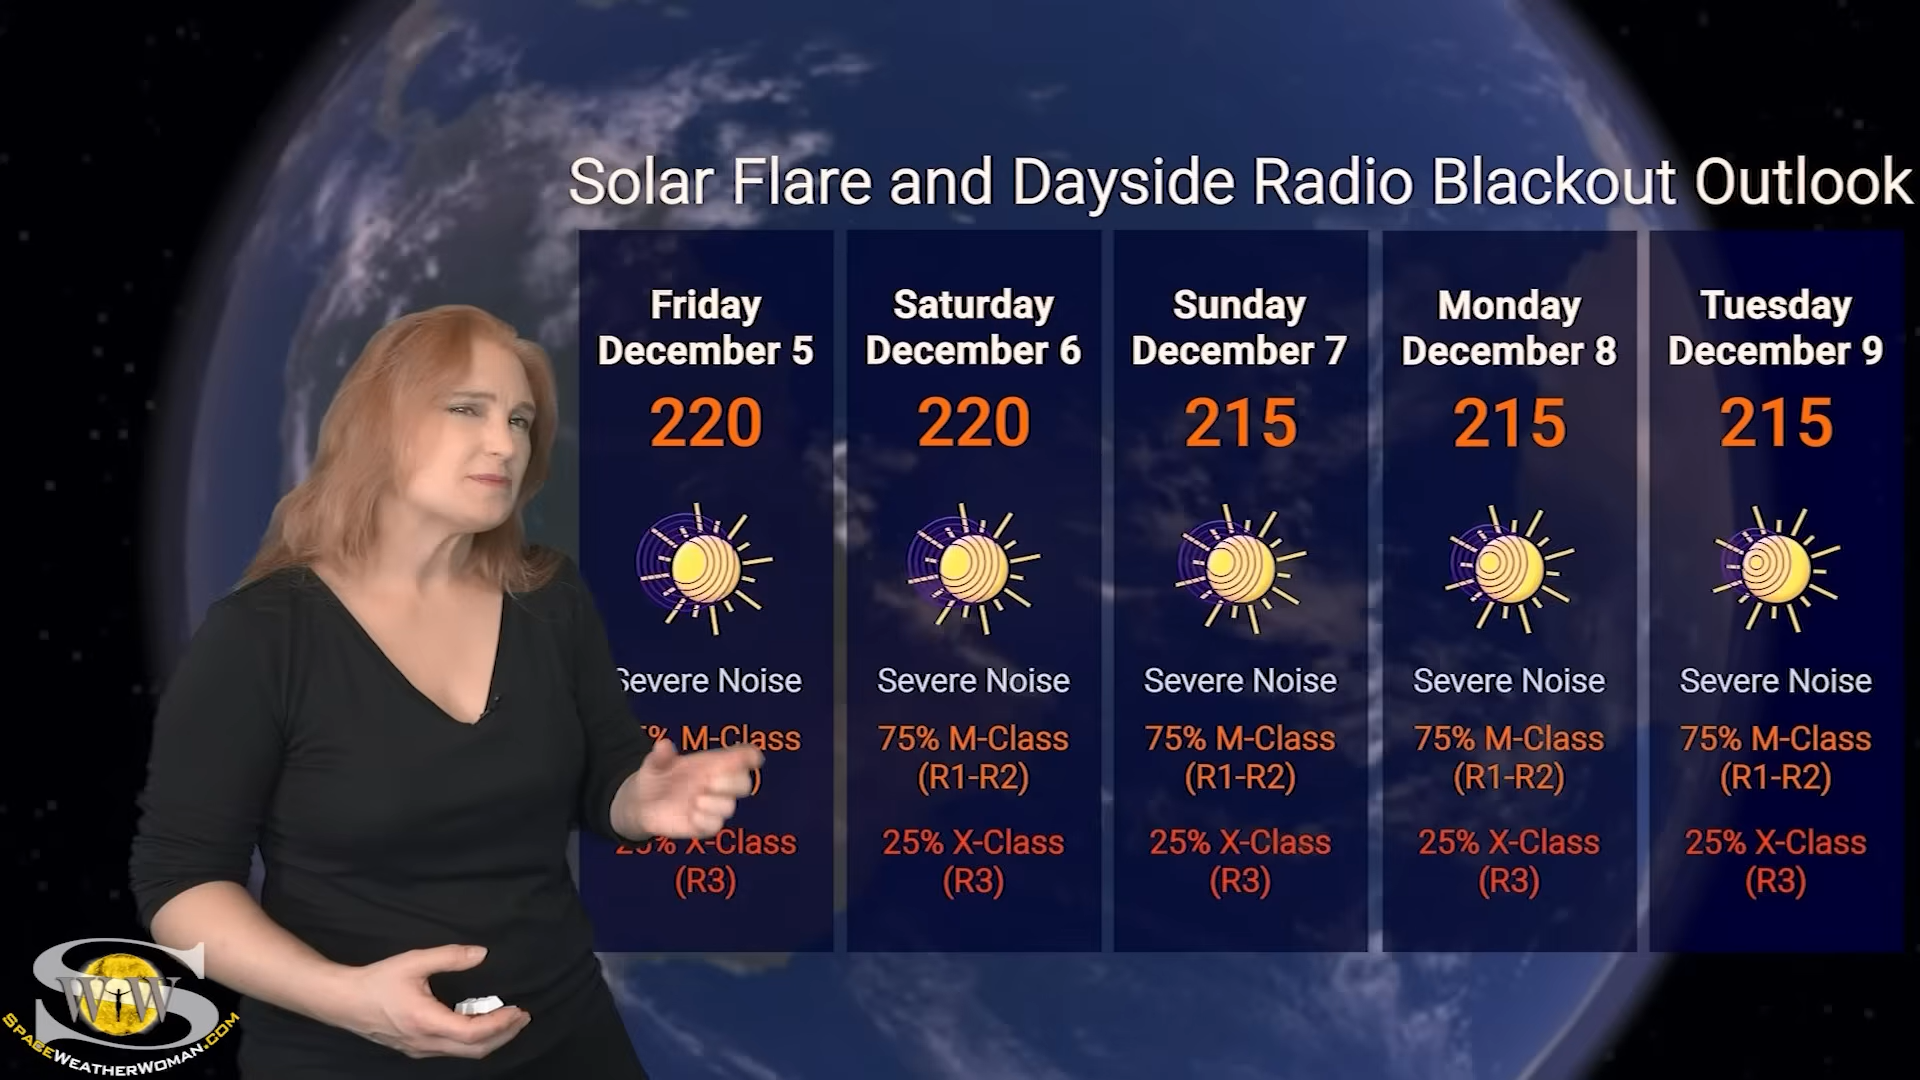 Solar Flare and Dayside Radio Blackout Outlook
Friday
December 5
220
Severe Noise
M-Class
25% X-Class
(R3)
Saturday
December 6
220
Severe Noise
75% M-Class
(R1-R2)
25% X-Class
(R3)
Sunday
December 7
215
Severe Noise
75% M-Class
(R1-R2)
25% X-Class
(R3)
Monday
December 8
215
Severe Noise
75% M-Class
(R1-R2)
25% X-Class
(R3)
Tuesday
December 9
215
Severe Noise
75% M-Class
(R1-R2)
25% X-Class
(R3)
SWW
SPACEWEATHERWOMAN.COM